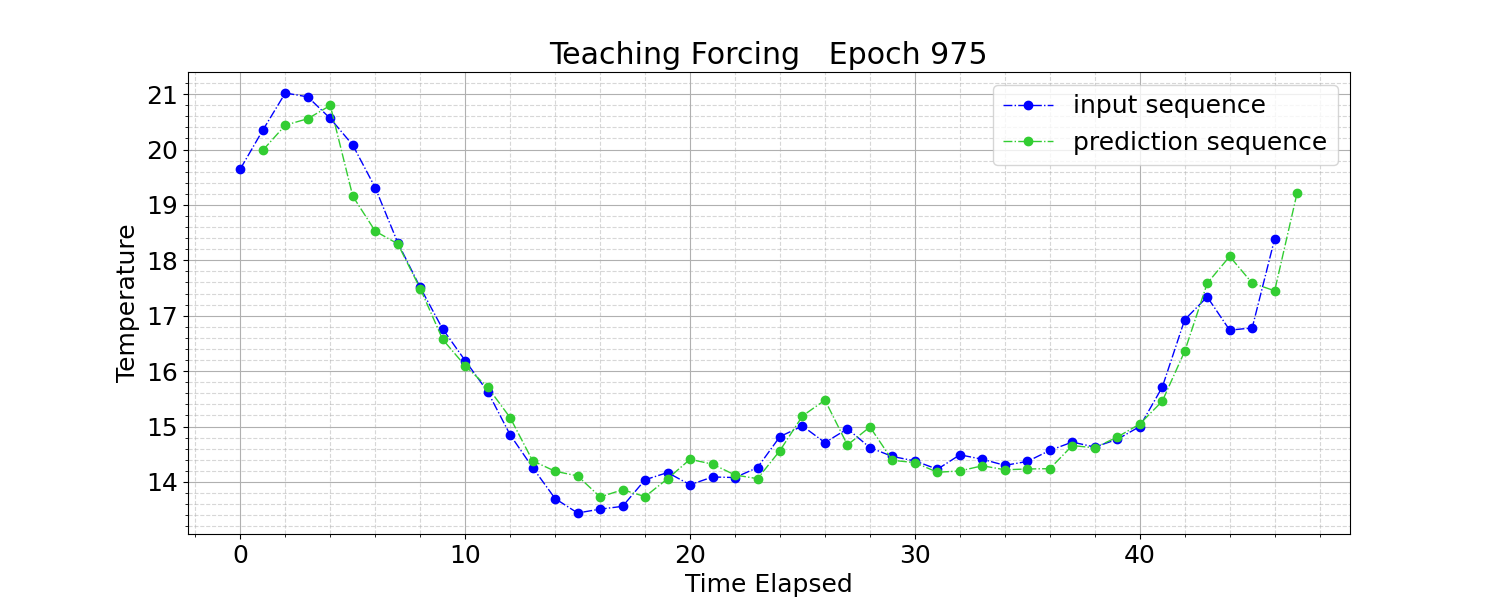 Teaching Forcing   Epoch 975
input sequence
prediction sequence
Temperature
21
20
19
18
17
16
15
14
0 10 20 30 40
Time Elapsed